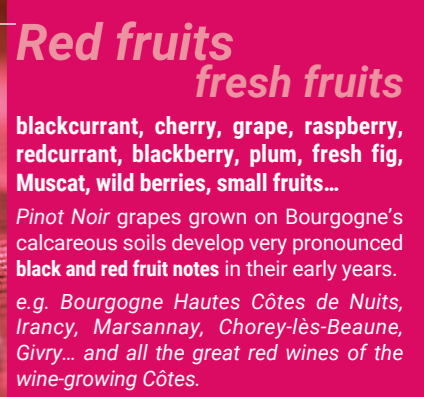 Red fruits
fresh fruits
blackcurrant, cherry, grape, raspberry,
redcurrant, blackberry, plum, fresh fig,
Muscat, wild berries, small fruits…
Pinot Noir grapes grown on Bourgogne's
calcareous soils develop very pronounced
black and red fruit notes in their early years.
e.g. Bourgogne Hautes Côtes de Nuits,
Irancy, Marsannay, Chorey-lès-Beaune,
Givry… and all the great red wines of the
wine-growing Côtes.